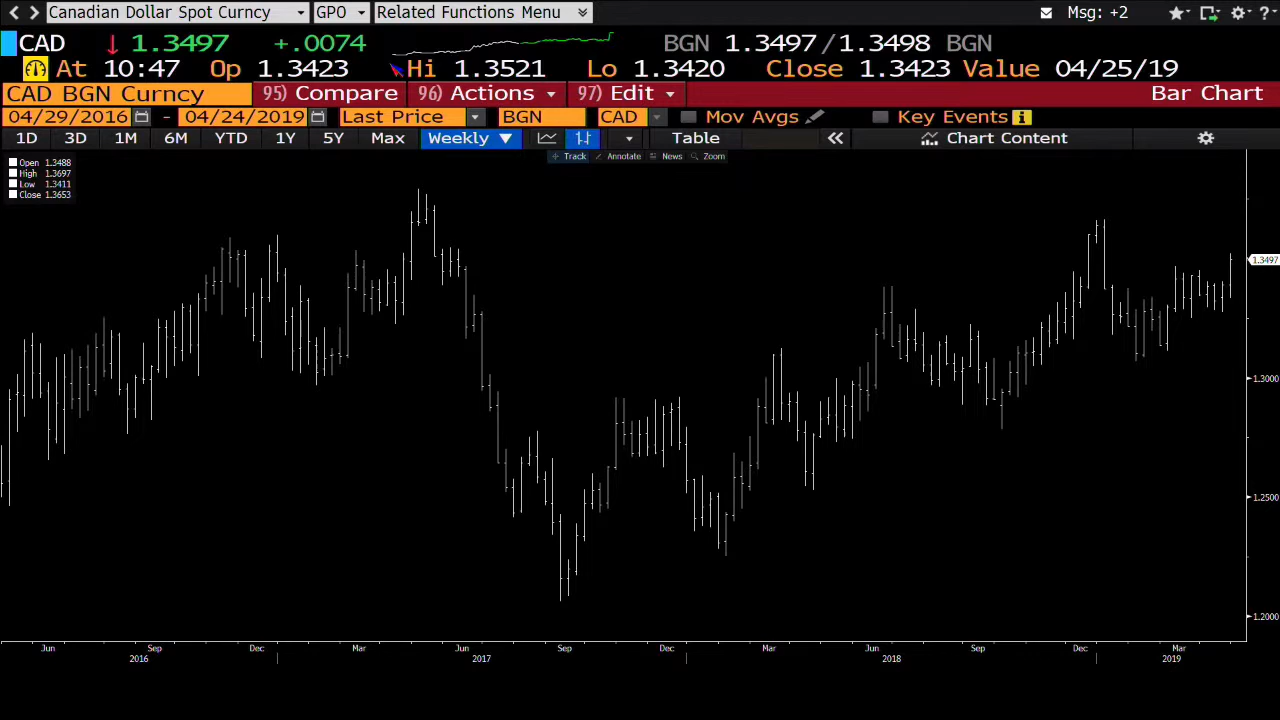 Canadian Dollar Spot Curncy GPO Related Functions Menu Msg: +2 ?
CAD 1.3497 +.0074 BGN 1.3497/1.3498 BGN
At 10:47 Op 1.3423 Hi 1.3521 Lo 1.3420 Close 1.3423 Value 04/25/19
CAD BGN Curncy 95) Compare 96) Actions 97) Edit Bar Chart
04/29/2016 - 04/24/2019 Last Price BGN CAD Mov Avgs Key Events i
1D 3D 1M 6M YTD 1Y 5Y Max Weekly Table Chart Content
Track Annotate News Zoom
Open 1.3488
High 1.3697
Low 1.3411
Close 1.3653
1.3497
1.3000
1.2500
1.2000
Jun Sep Dec Mar Jun Sep Dec Mar Jun Sep Dec Mar
2016 2017 2018 2019